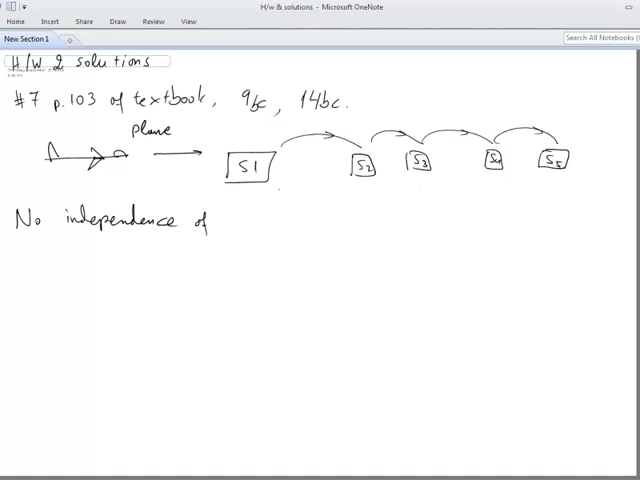 H/w & solutions - Microsoft OneNote
Home Insert Share Draw Review View
New Section 1
Search All Notebooks (
H/W 2 solutions
#7 p.103 of textbook, 9bc, 14bc.
plane
S1 S2 S3 S4 S5
No independence of